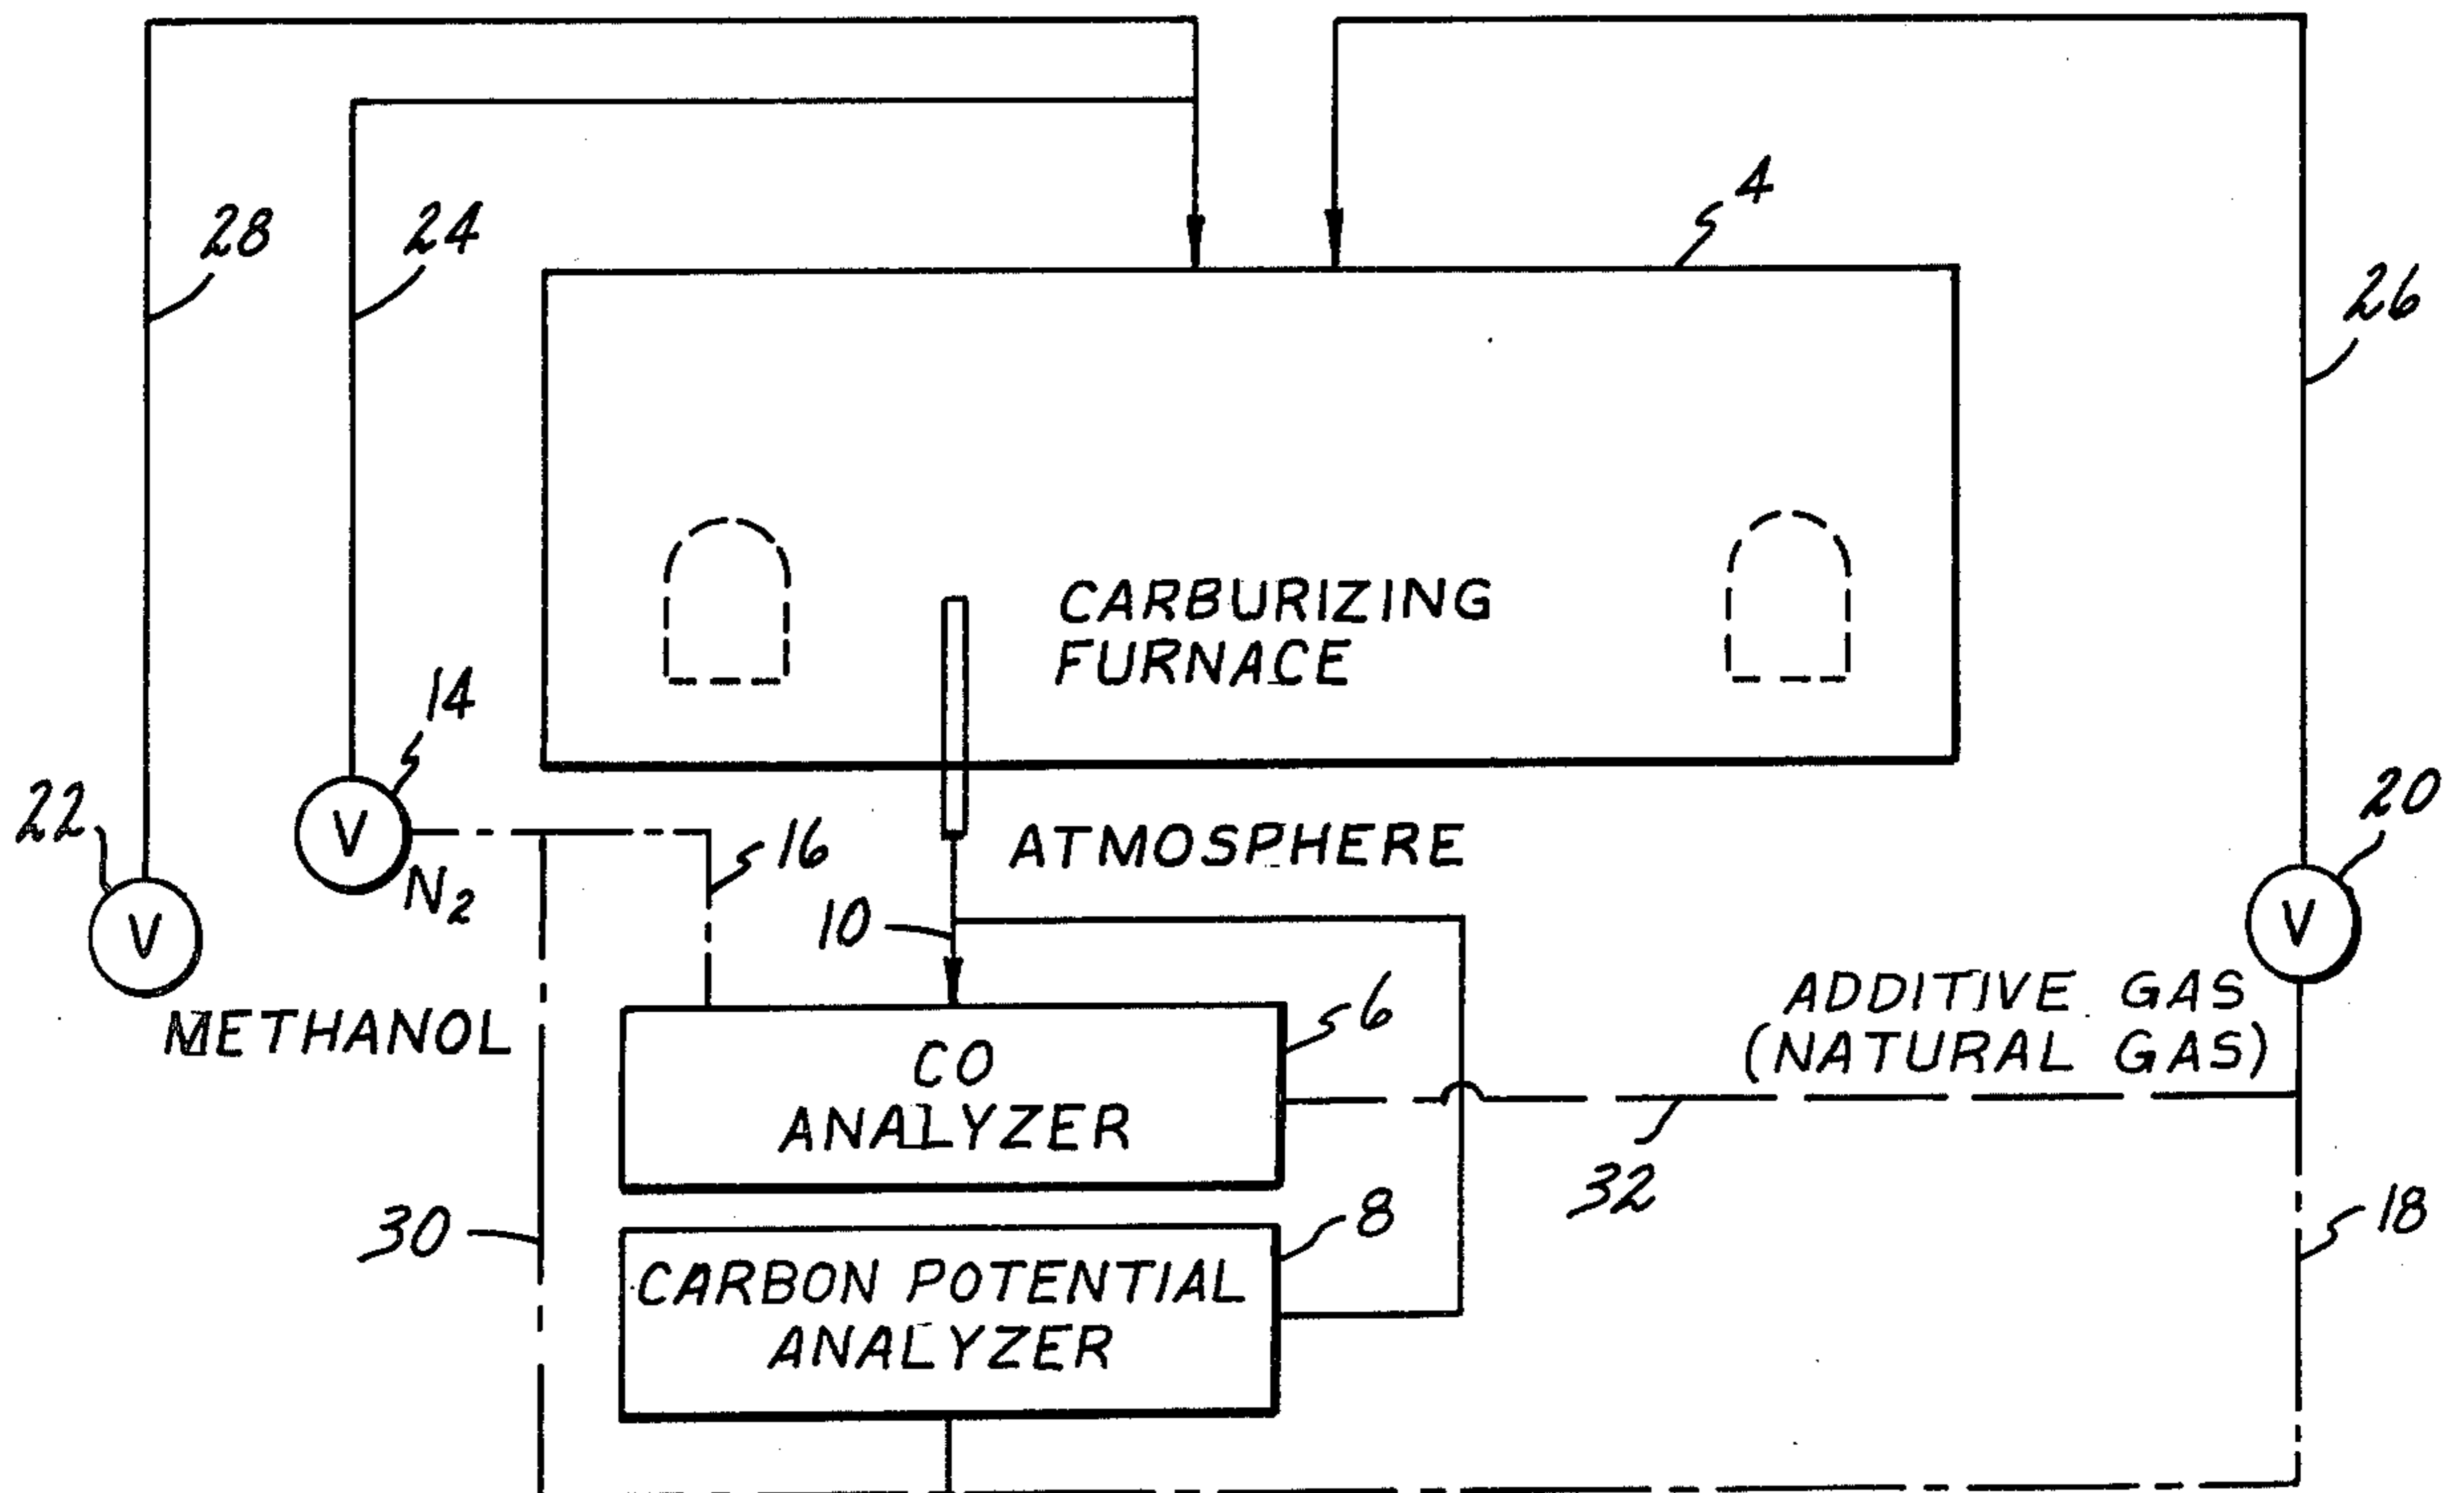 4
28
24
26
CARBURIZING
FURNACE
14
22
V
N2
16
ATMOSPHERE
20
V
10
V
METHANOL
6
ADDITIVE GAS
(NATURAL GAS)
CO
ANALYZER
32
30
8
18
CARBON POTENTIAL
ANALYZER